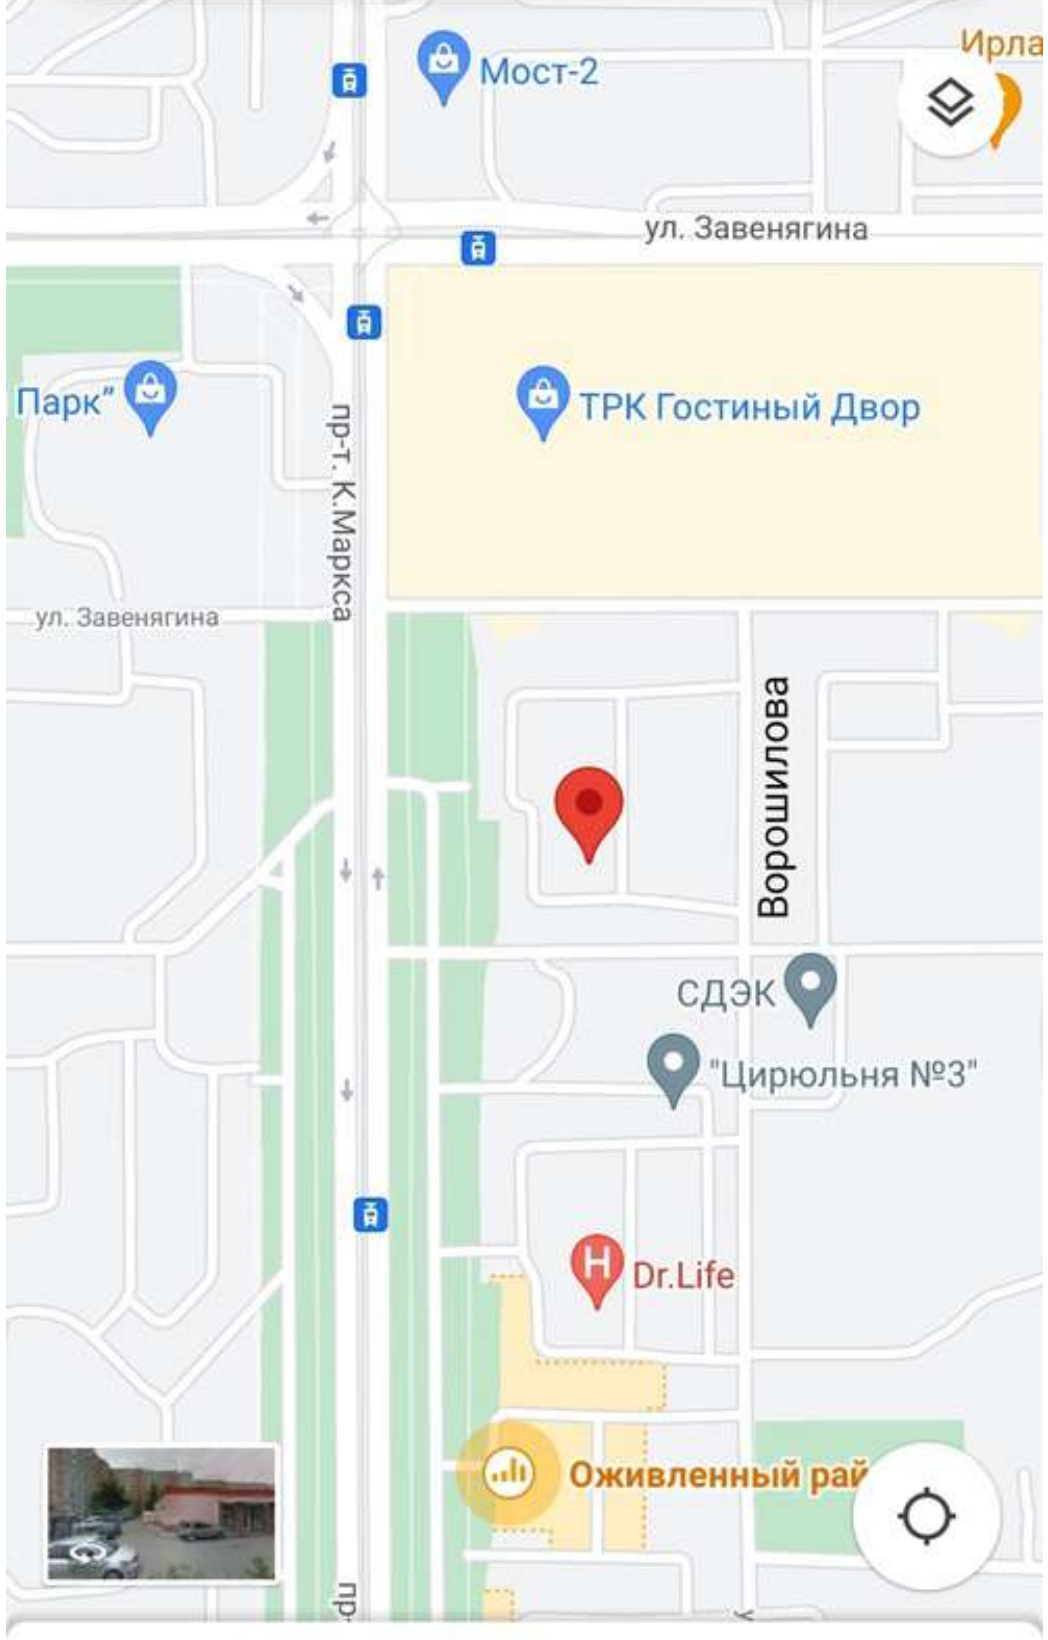 Мост-2
Ирла
ул. Завенягина
Парк”
ТРК Гостиный Двор
пр-т. К.Маркса
ул. Завенягина
Ворошилова
СДЭК
"Цирюльня №3"
H Dr.Life
Оживленный рай
пр-
у